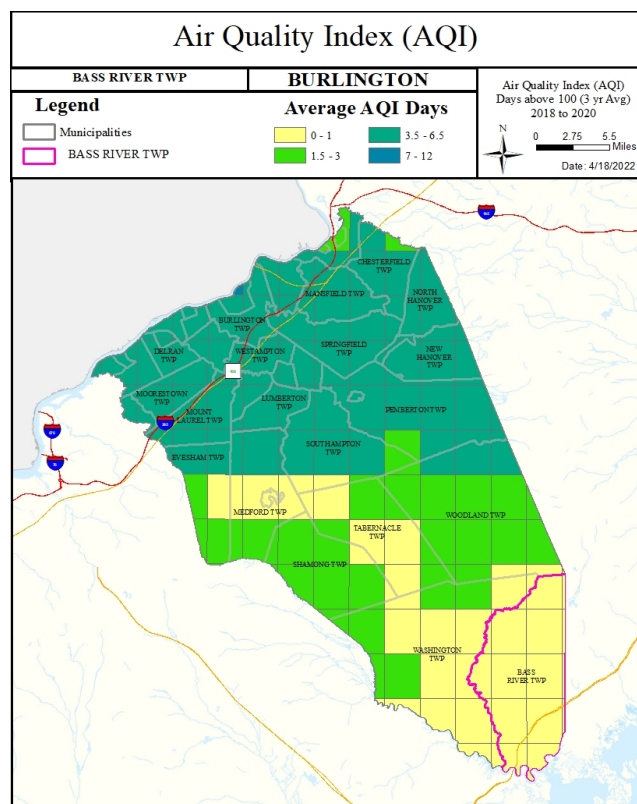 Air Quality Index (AQI)
BASS RIVER TWP
BURLINGTON
Legend
Municipalities
BASS RIVER TWP
Average AQI Days
0 - 1
3.5 - 6.5
1.5 - 3
7 - 12
Air Quality Index (AQI)
Days above 100 (3 yr Avg)
2018 to 2020
N
0 2.75 5.5
Miles
Date: 4/18/2022
CHESTERFIELD
TWP
MANSFIELD TWP
NORTH
HANOVER
TWP
BURLINGTON
TWP
SPRINGFIELD
TWP
DELRAN
TWP
WESTAMPTON
TWP
NEW
HANOVER
TWP
MOORESTOWN
TWP
LUMBERTON
TWP
MOUNT
LAUREL TWP
PEMBERTON TWP
SOUTHAMPTON
TWP
EVESHAM TWP
MEDFORD TWP
WOODLAND TWP
TABERNACLE
TWP
SHAMONG TWP
WASHINGTON
TWP
BASS
RIVER TWP